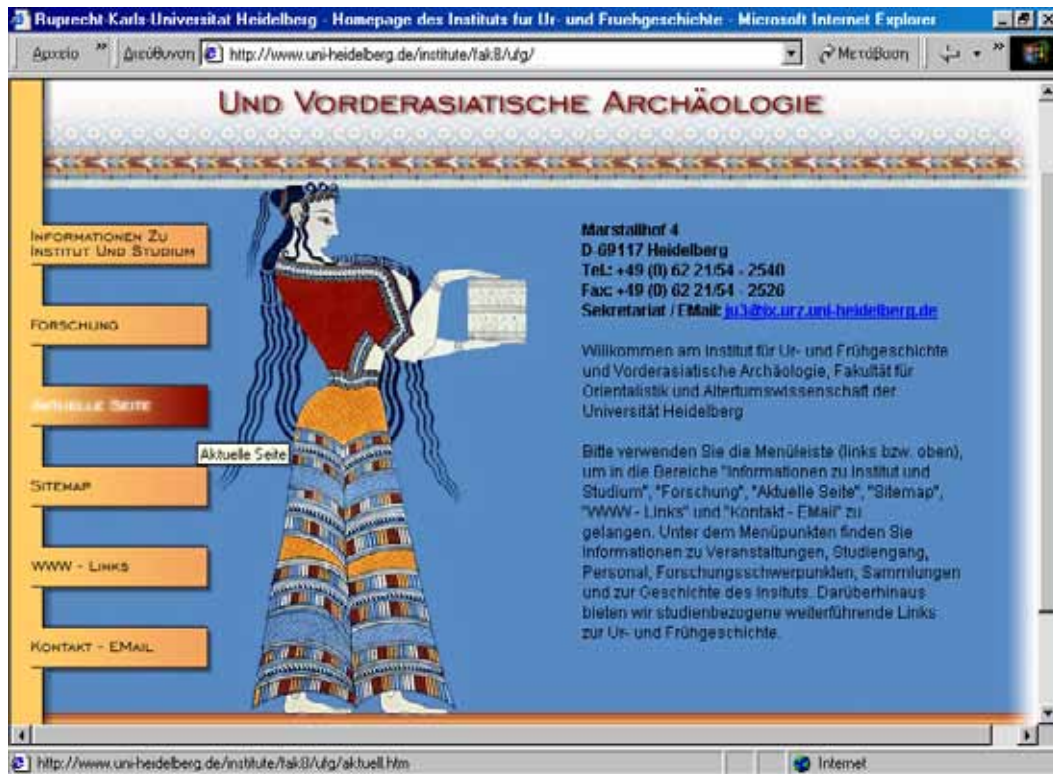 Ruprecht-Karls-Universitat Heidelberg - Homepage des Instituts fur Ur- und Fruehgeschichte - Microsoft Internet Explorer
Αρχείο » Διεύθυνση http://www.uni-heidelberg.de/institute/fak8/ufg/ Μετάβαση »
Und Vorderasiatische Archäologie
Informationen Zu
Institut Und Studium
Forschung
Aktuelle Seite
Aktuelle Seite
Sitemap
WWW - Links
Kontakt - EMail
Marstallhof 4
D-69117 Heidelberg
Tel.: +49 (0) 62 21/54 - 2540
Fax: +49 (0) 62 21/54 - 2526
Sekretariat / EMail: ju3@ix.urz.uni-heidelberg.de
Willkommen am Institut für Ur- und Frühgeschichte
und Vorderasiatische Archäologie, Fakultät für
Orientalistik und Altertumswissenschaft der
Universität Heidelberg
Bitte verwenden Sie die Menüleiste (links bzw. oben),
um in die Bereiche "Informationen zu Institut und
Studium", "Forschung", "Aktuelle Seite", "Sitemap",
"WWW - Links" und "Kontakt - EMail" zu
gelangen. Unter dem Menüpunkten finden Sie
Informationen zu Veranstaltungen, Studiengang,
Personal, Forschungsschwerpunkten, Sammlungen
und zur Geschichte des Insituts. Darüberhinaus
bieten wir studienbezogene weiterführende Links
zur Ur- und Frühgeschichte.
http://www.uni-heidelberg.de/institute/fak8/ufg/aktuell.htm Internet